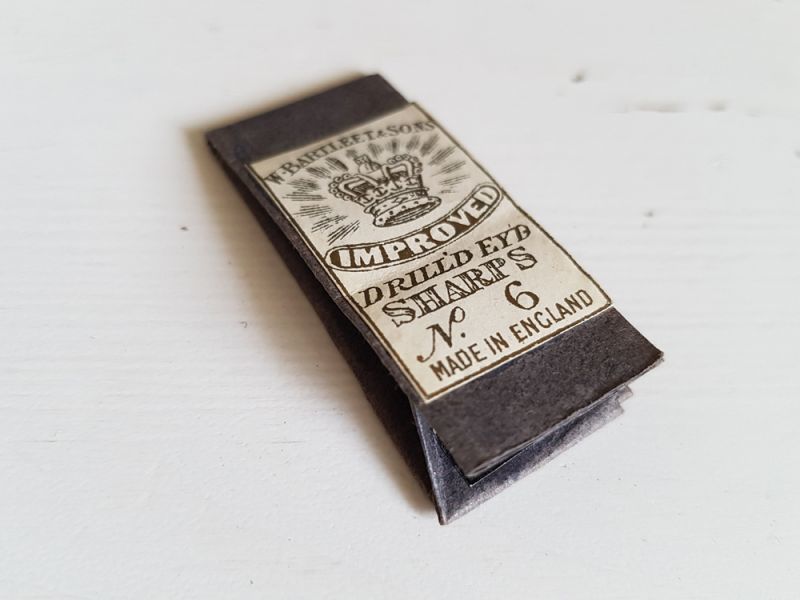 W. BARTLEET & SONS
IMPROVED
DRILL'D EY'D
SHARPS
No. 6
MADE IN ENGLAND